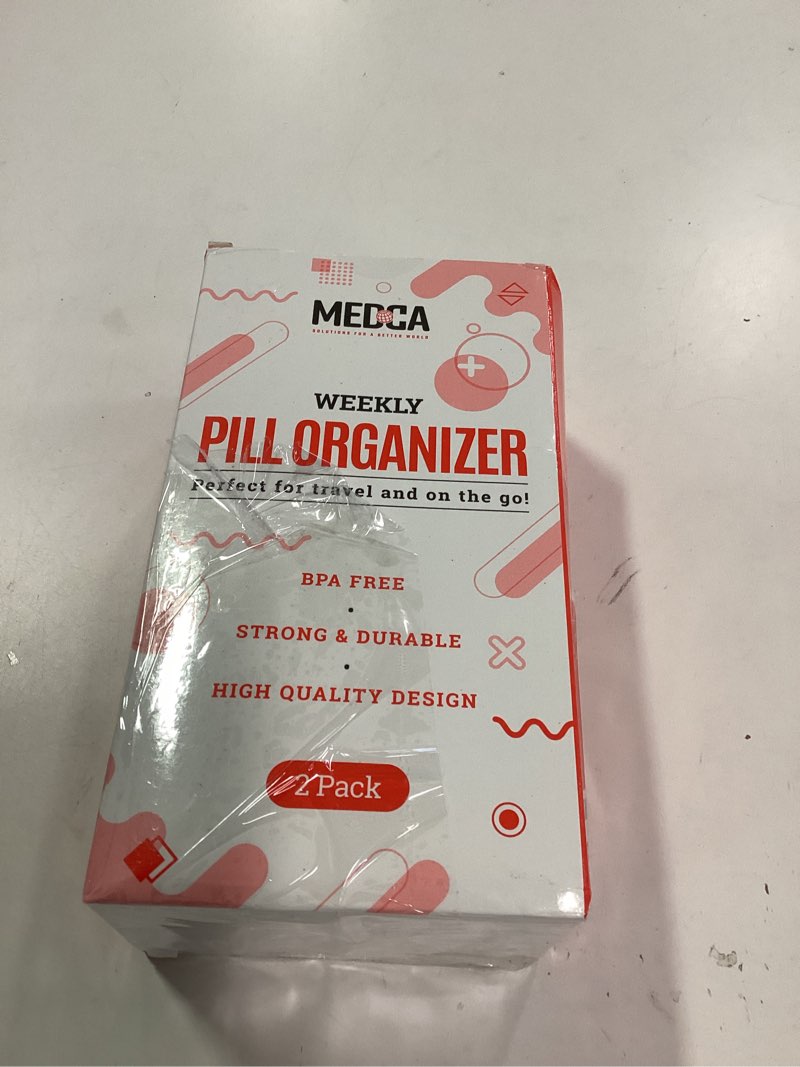 MEDCA
SOLUTIONS FOR A BETTER WORLD
WEEKLY
PILL ORGANIZER
Perfect for travel and on the go!
BPA FREE
•
STRONG & DURABLE
•
HIGH QUALITY DESIGN
2 Pack